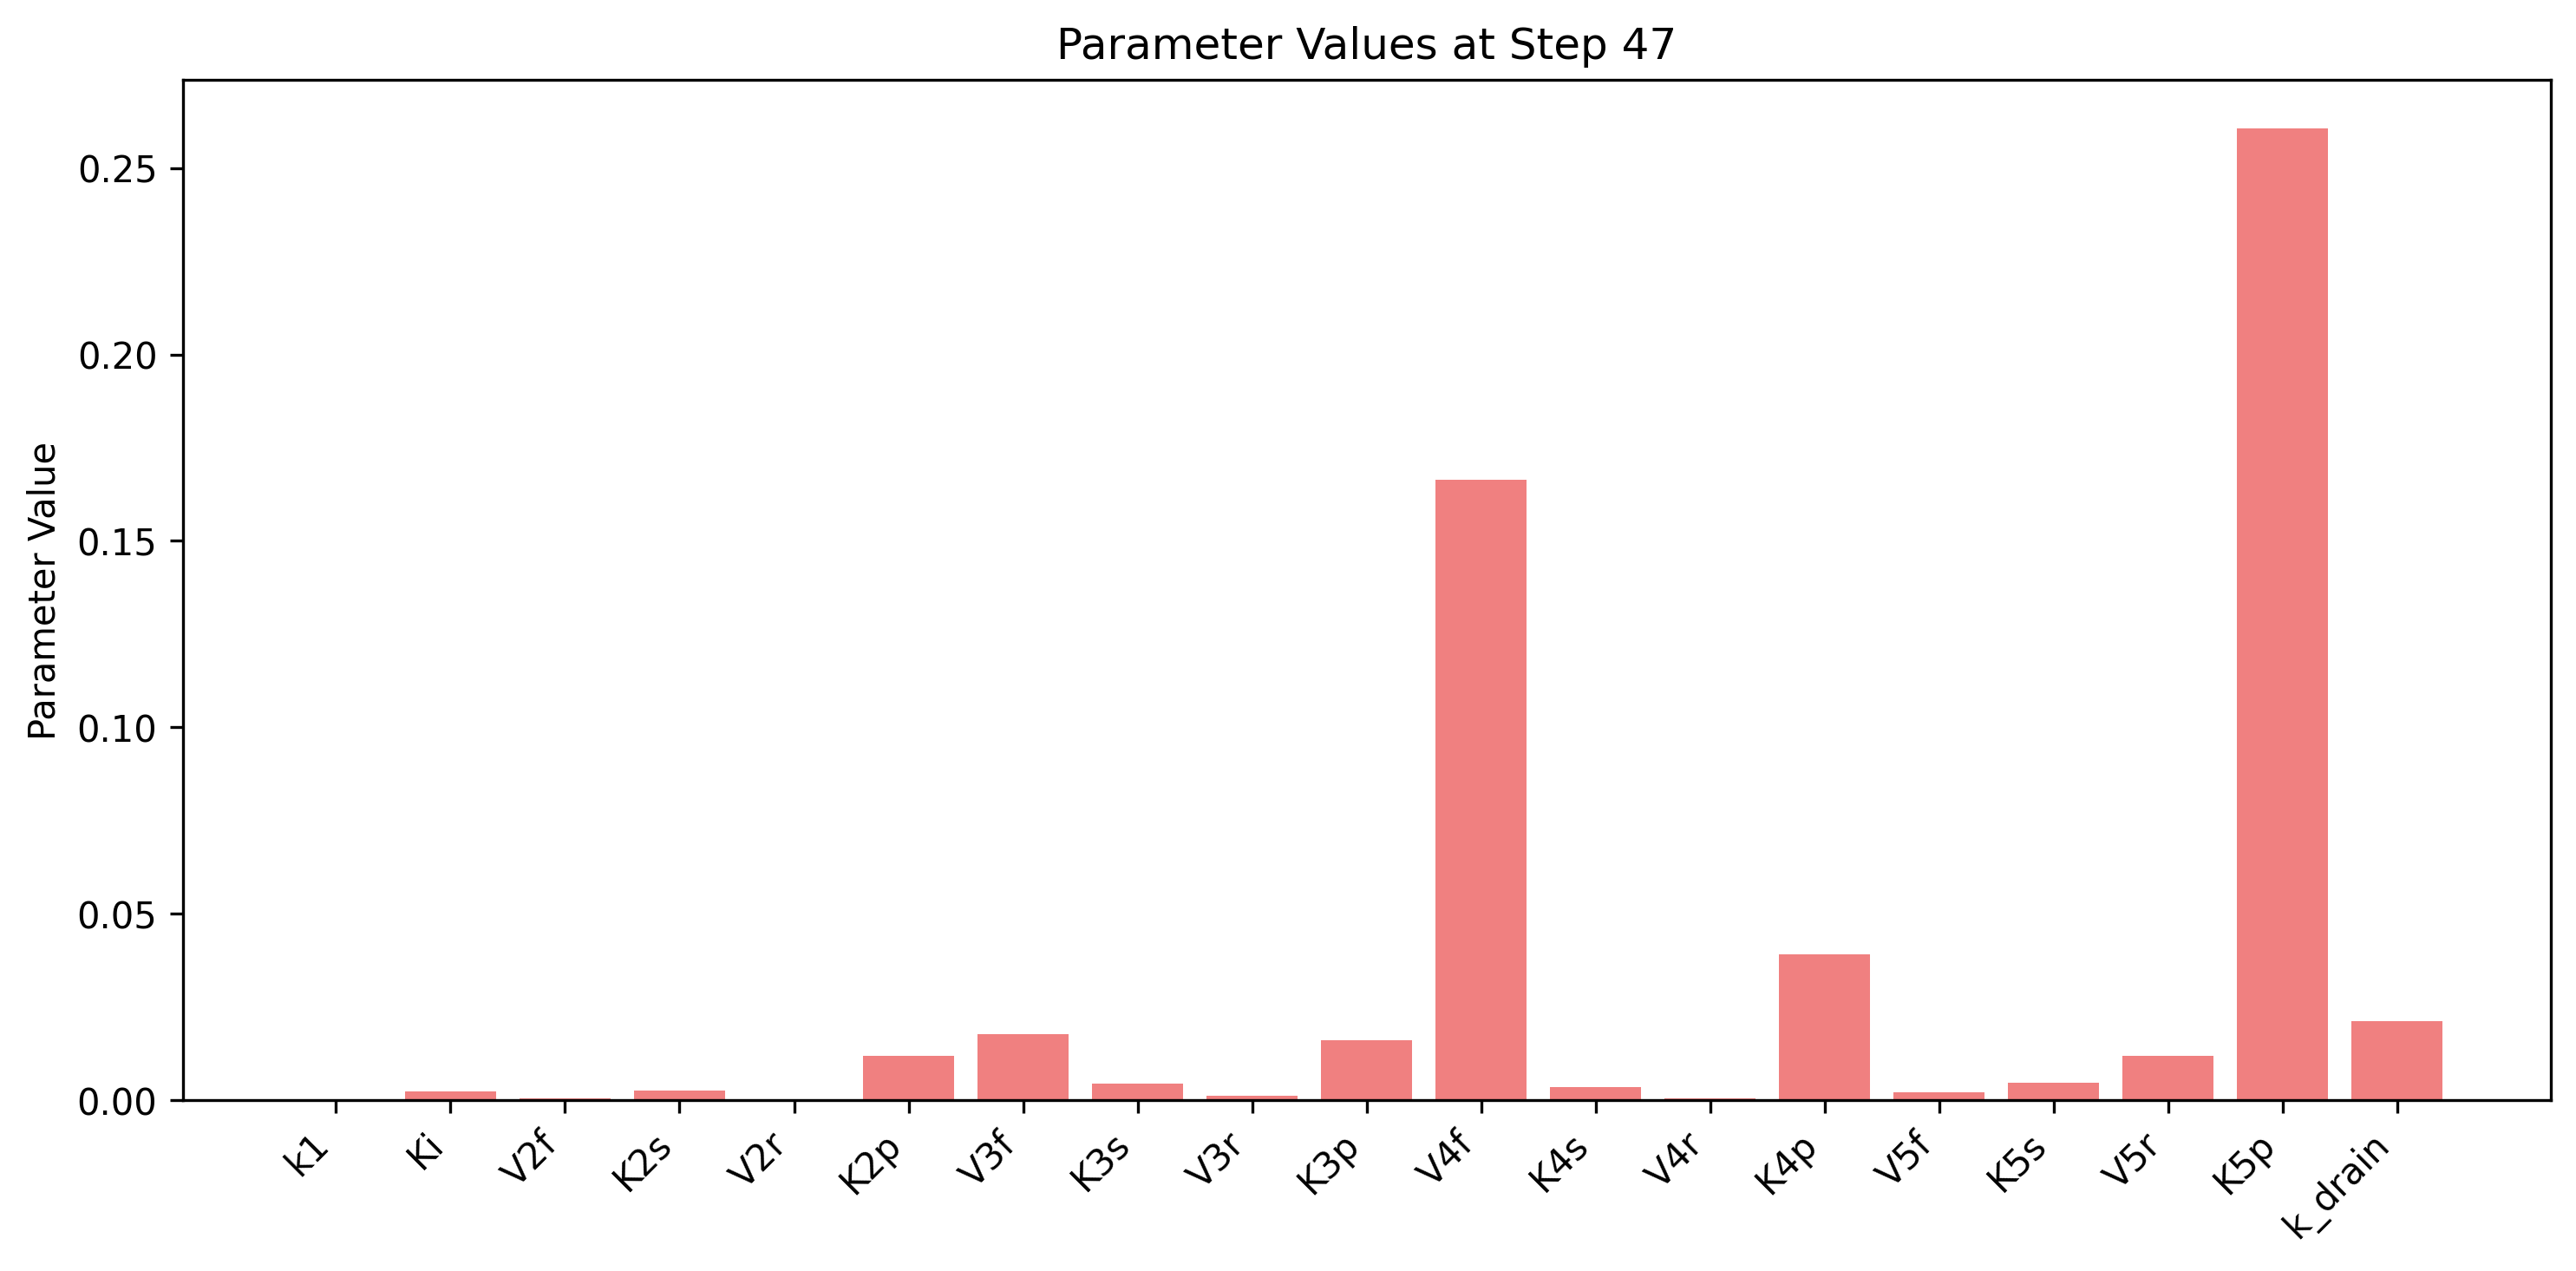 Parameter Values at Step 47
Parameter Value
0.25
0.20
0.15
0.10
0.05
0.00
k1
Ki
V2f
K2s
V2r
K2p
V3f
K3s
V3r
K3p
V4f
K4s
V4r
K4p
V5f
K5s
V5r
K5p
k_drain